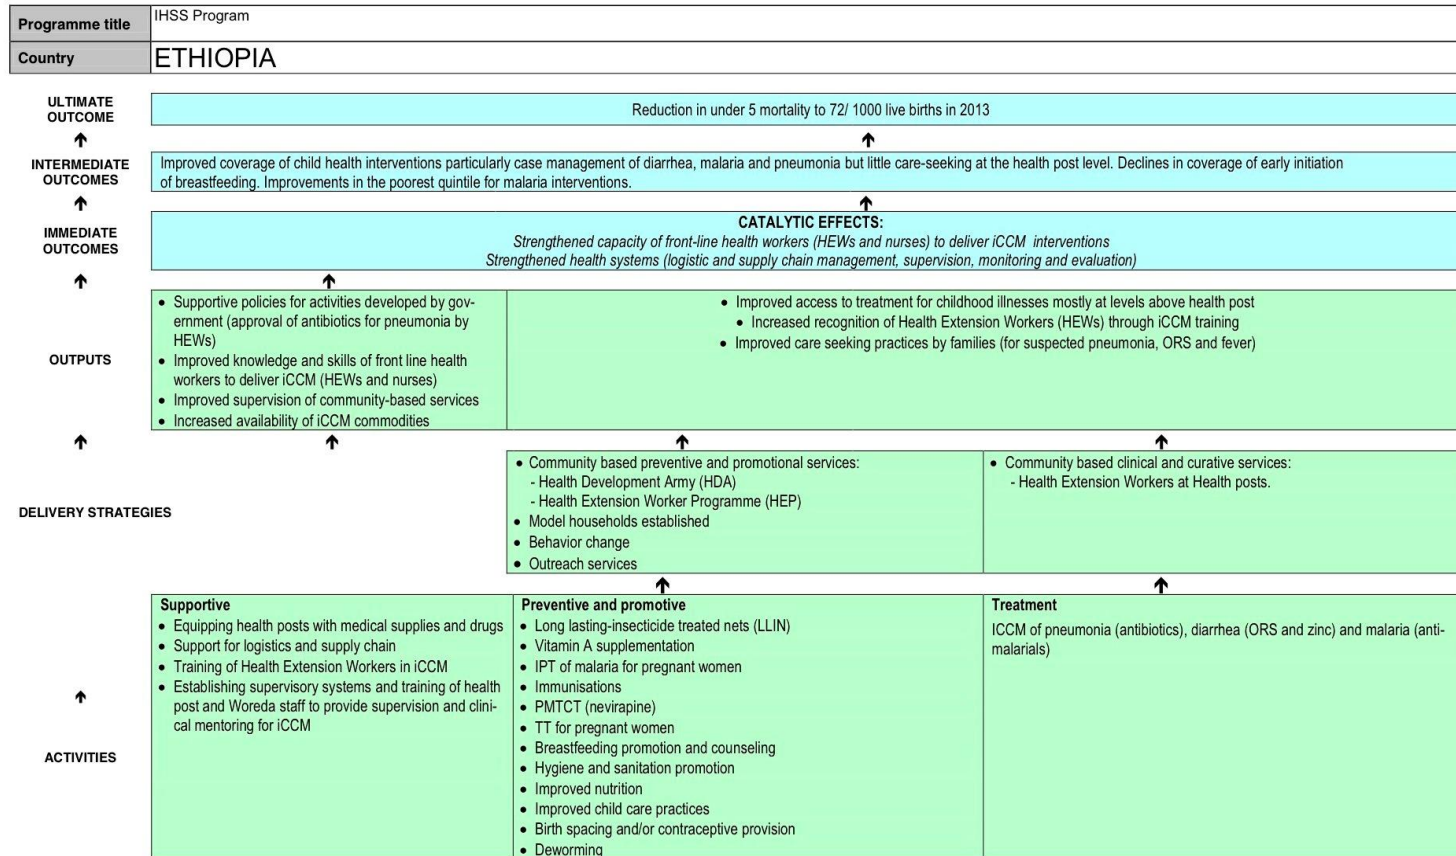 Programme title
IHSS Program
Country
ETHIOPIA
ULTIMATE
OUTCOME
Reduction in under 5 mortality to 72/ 1000 live births in 2013
INTERMEDIATE
OUTCOMES
Improved coverage of child health interventions particularly case management of diarrhea, malaria and pneumonia but little care-seeking at the health post level. Declines in coverage of early initiation
of breastfeeding. Improvements in the poorest quintile for malaria interventions.
IMMEDIATE
OUTCOMES
CATALYTIC EFFECTS:
Strengthened capacity of front-line health workers (HEWs and nurses) to deliver iCCM interventions
Strengthened health systems (logistic and supply chain management, supervision, monitoring and evaluation)
OUTPUTS
• Supportive policies for activities developed by gov-
ernment (approval of antibiotics for pneumonia by
HEWs)
• Improved knowledge and skills of front line health
workers to deliver iCCM (HEWs and nurses)
• Improved supervision of community-based services
• Increased availability of iCCM commodities
• Improved access to treatment for childhood illnesses mostly at levels above health post
• Increased recognition of Health Extension Workers (HEWs) through iCCM training
• Improved care seeking practices by families (for suspected pneumonia, ORS and fever)
DELIVERY STRATEGIES
• Community based preventive and promotional services:
- Health Development Army (HDA)
- Health Extension Worker Programme (HEP)
• Model households established
• Behavior change
• Outreach services
• Community based clinical and curative services:
- Health Extension Workers at Health posts.
ACTIVITIES
Supportive
• Equipping health posts with medical supplies and drugs
• Support for logistics and supply chain
• Training of Health Extension Workers in iCCM
• Establishing supervisory systems and training of health
post and Woreda staff to provide supervision and clini-
cal mentoring for iCCM
Preventive and promotive
• Long lasting-insecticide treated nets (LLIN)
• Vitamin A supplementation
• IPT of malaria for pregnant women
• Immunisations
• PMTCT (nevirapine)
• TT for pregnant women
• Breastfeeding promotion and counseling
• Hygiene and sanitation promotion
• Improved nutrition
• Improved child care practices
• Birth spacing and/or contraceptive provision
• Deworming
Treatment
ICCM of pneumonia (antibiotics), diarrhea (ORS and zinc) and malaria (anti-
malarials)